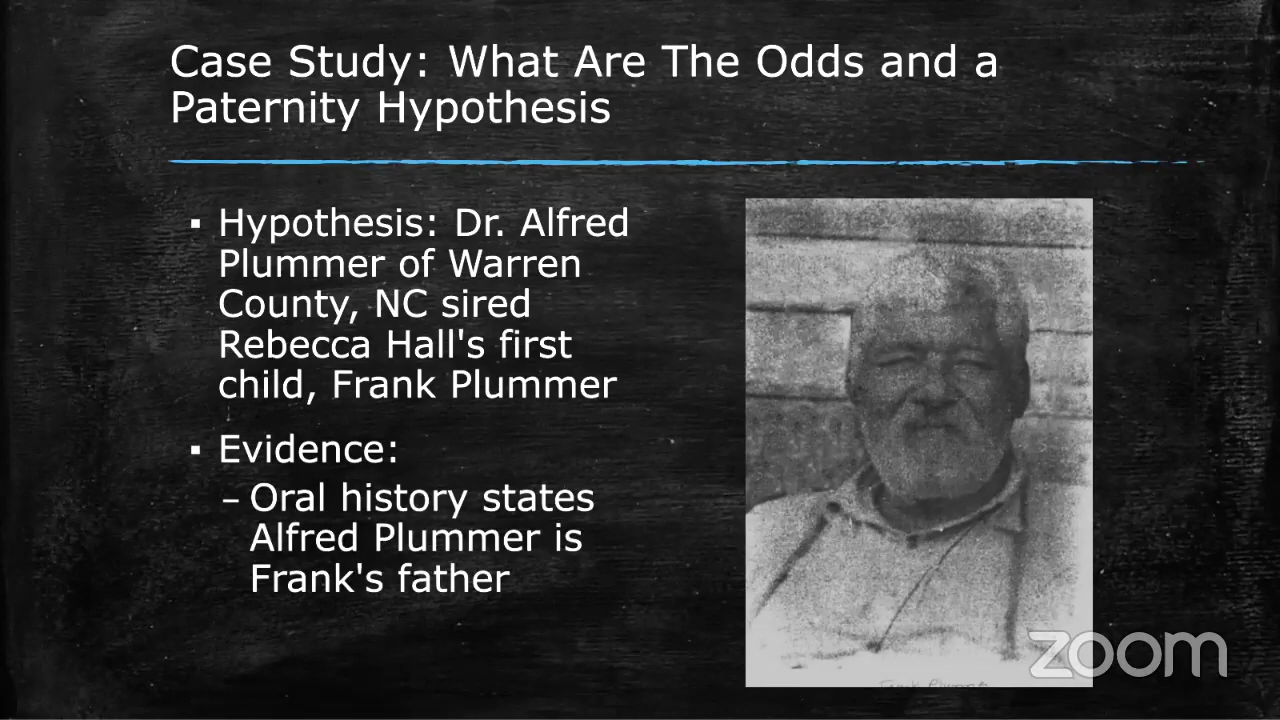 Case Study: What Are The Odds and a
Paternity Hypothesis
▪ Hypothesis: Dr. Alfred
Plummer of Warren
County, NC sired
Rebecca Hall's first
child, Frank Plummer
▪ Evidence:
– Oral history states
Alfred Plummer is
Frank's father
zoom